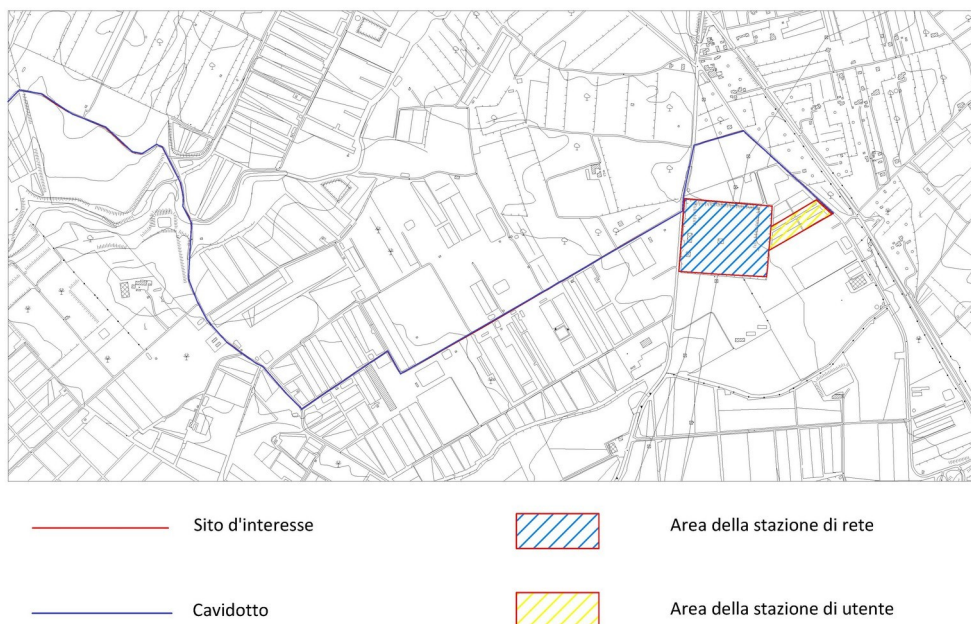 Sito d'interesse
Area della stazione di rete
Cavidotto
Area della stazione di utente